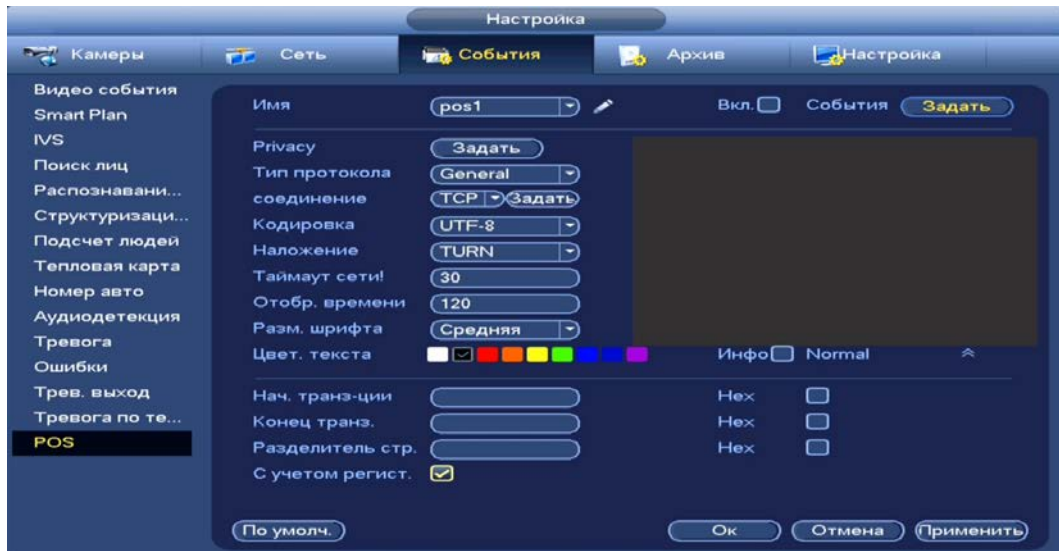 Настройка
Камеры Сеть События Архив Настройка
Видео события
Smart Plan
IVS
Поиск лиц
Распознавани...
Структуризаци...
Подсчет людей
Тепловая карта
Номер авто
Аудиодетекция
Тревога
Ошибки
Трев. выход
Тревога по те...
POS
Имя pos1 Вкл. События Задать
Privacy Задать
Тип протокола General
соединение TCP Задать
Кодировка UTF-8
Наложение TURN
Таймаут сети! 30
Отобр. времени 120
Разм. шрифта Средняя
Цвет. текста Инфо Normal
Нач. транз-ции Hex
Конец транз. Hex
Разделитель стр. Hex
С учетом регист.
По умолч. Ок Отмена Применить